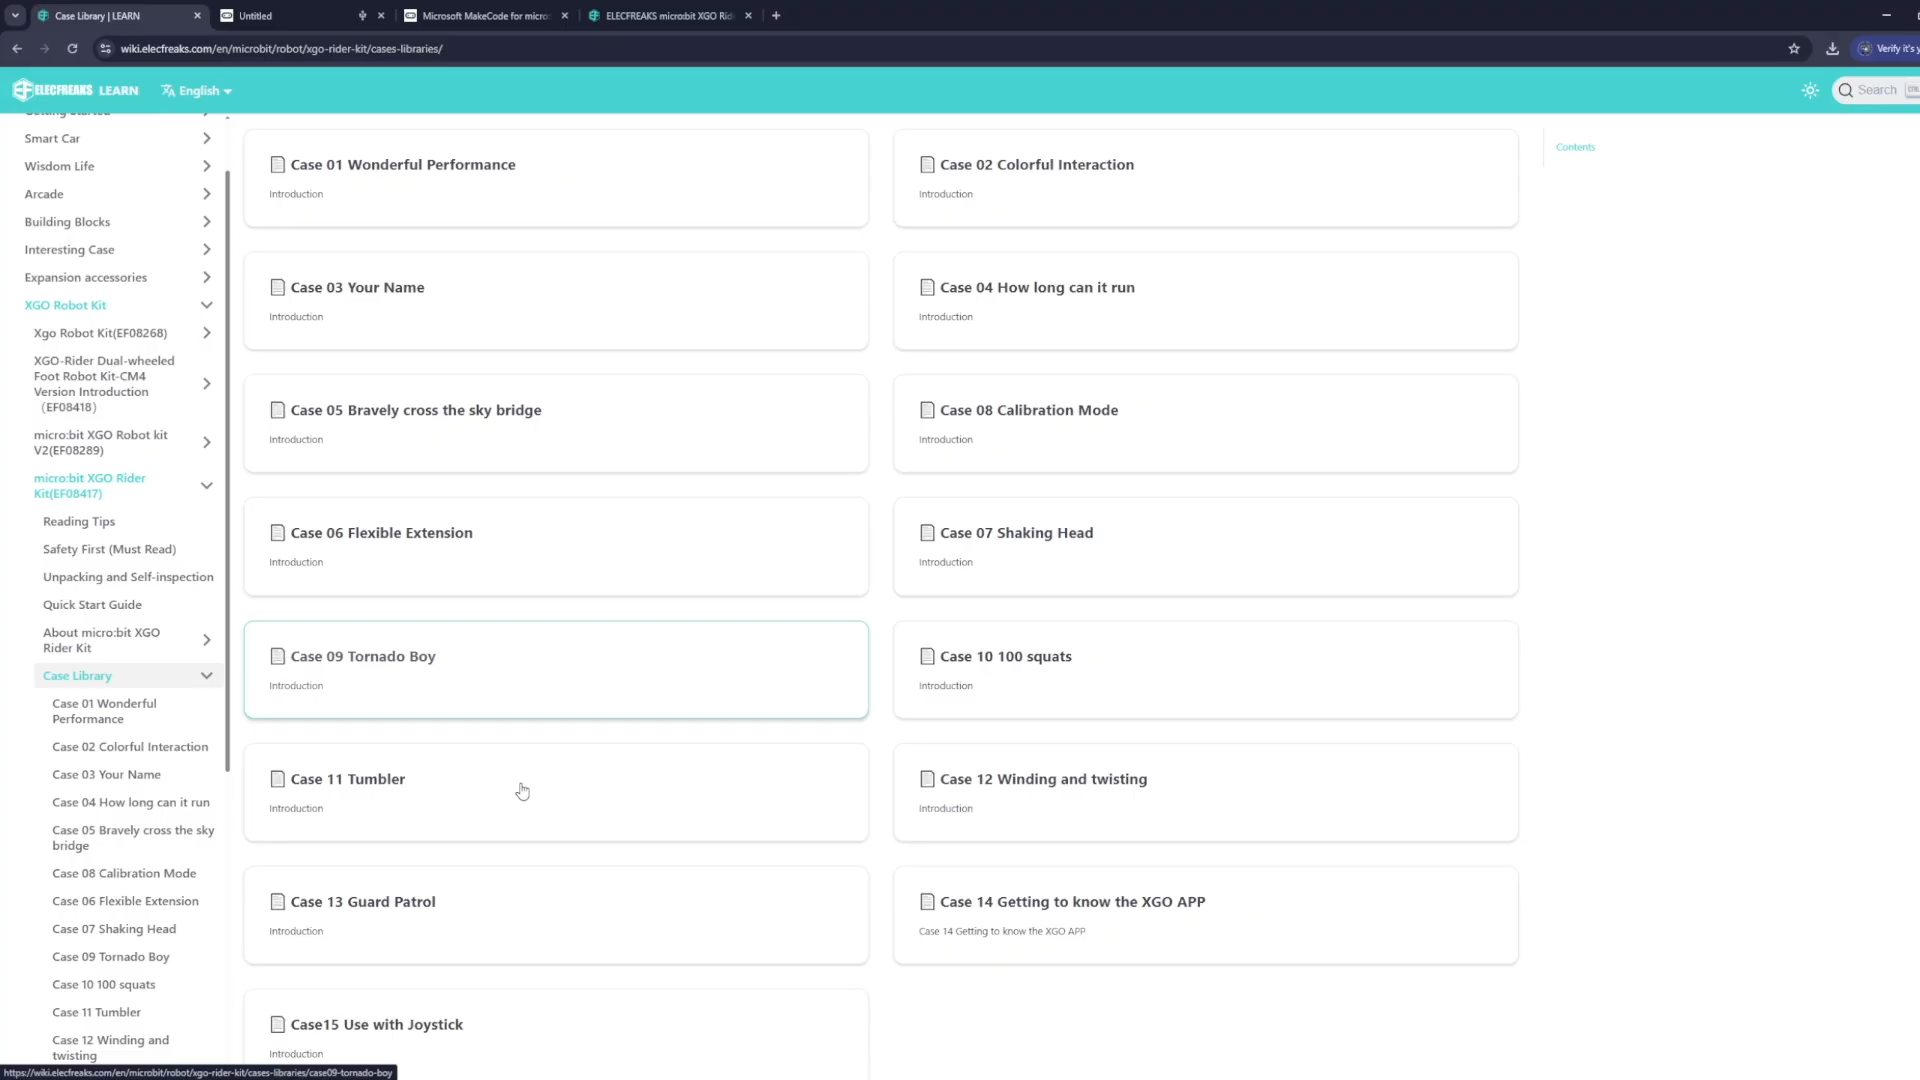 Case Library | LEARN
Untitled
Microsoft MakeCode for micro:
ELECFREAKS micro:bit XGO Rid
wiki.elecfreaks.com/en/microbit/robot/xgo-rider-kit/cases-libraries/
Verify it's y
ELECFREAKS LEARN
English
Search
Getting Started
Smart Car
Wisdom Life
Arcade
Building Blocks
Interesting Case
Expansion accessories
XGO Robot Kit
Xgo Robot Kit(EF08268)
XGO-Rider Dual-wheeled
Foot Robot Kit-CM4
Version Introduction
（EF08418）
micro:bit XGO Robot kit
V2(EF08289)
micro:bit XGO Rider
Kit(EF08417)
Reading Tips
Safety First (Must Read)
Unpacking and Self-inspection
Quick Start Guide
About micro:bit XGO
Rider Kit
Case Library
Case 01 Wonderful
Performance
Case 02 Colorful Interaction
Case 03 Your Name
Case 04 How long can it run
Case 05 Bravely cross the sky
bridge
Case 08 Calibration Mode
Case 06 Flexible Extension
Case 07 Shaking Head
Case 09 Tornado Boy
Case 10 100 squats
Case 11 Tumbler
Case 12 Winding and
twisting
Case 01 Wonderful Performance
Introduction
Case 02 Colorful Interaction
Introduction
Case 03 Your Name
Introduction
Case 04 How long can it run
Introduction
Case 05 Bravely cross the sky bridge
Introduction
Case 08 Calibration Mode
Introduction
Case 06 Flexible Extension
Introduction
Case 07 Shaking Head
Introduction
Case 09 Tornado Boy
Introduction
Case 10 100 squats
Introduction
Case 11 Tumbler
Introduction
Case 12 Winding and twisting
Introduction
Case 13 Guard Patrol
Introduction
Case 14 Getting to know the XGO APP
Case 14 Getting to know the XGO APP
Case15 Use with Joystick
Introduction
Contents
https://wiki.elecfreaks.com/en/microbit/robot/xgo-rider-kit/cases-libraries/case09-tornado-boy